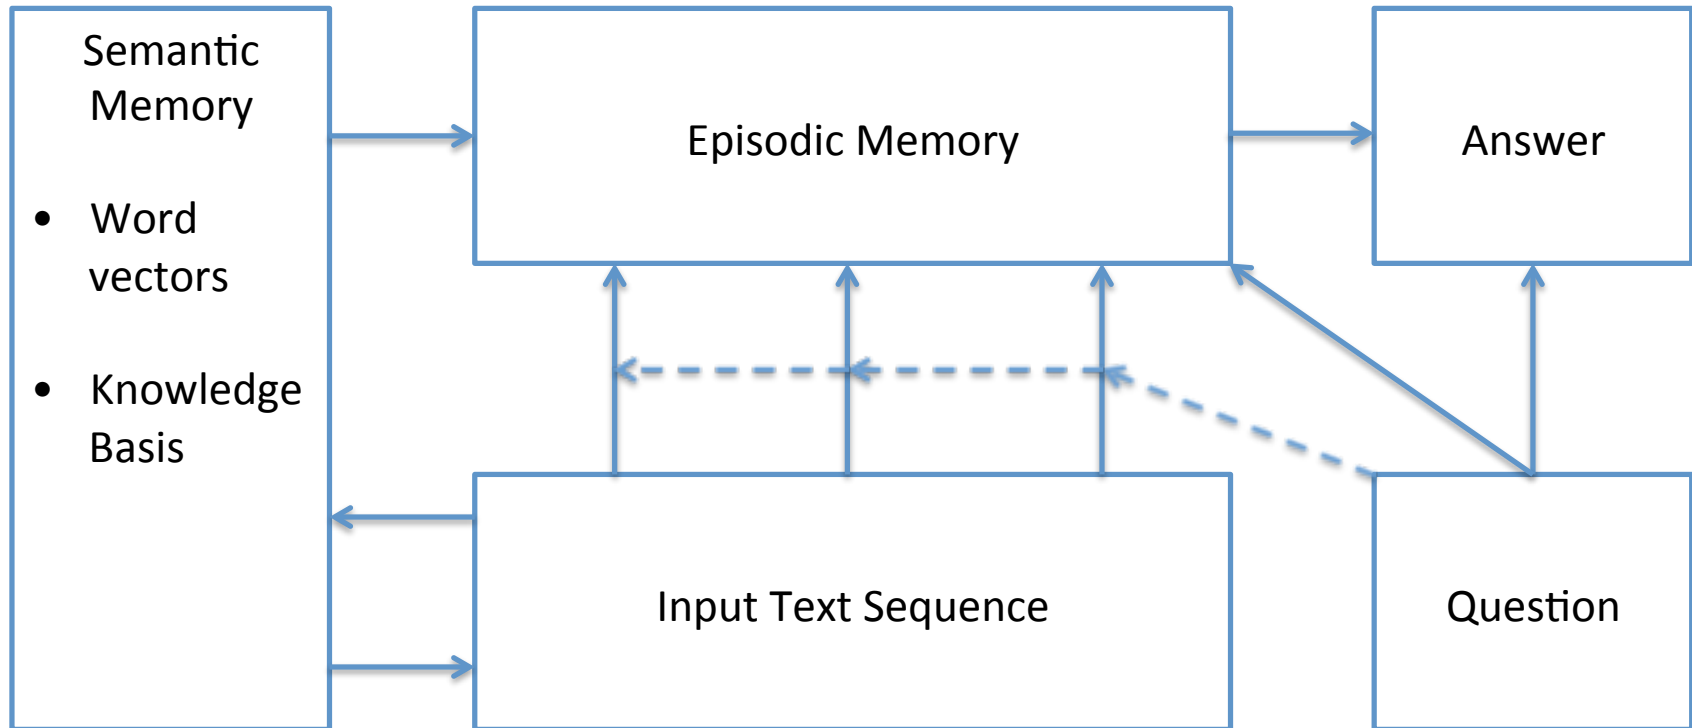 Semantic
Memory
• Word
vectors
• Knowledge
Basis
Episodic Memory
Answer
Input Text Sequence
Question